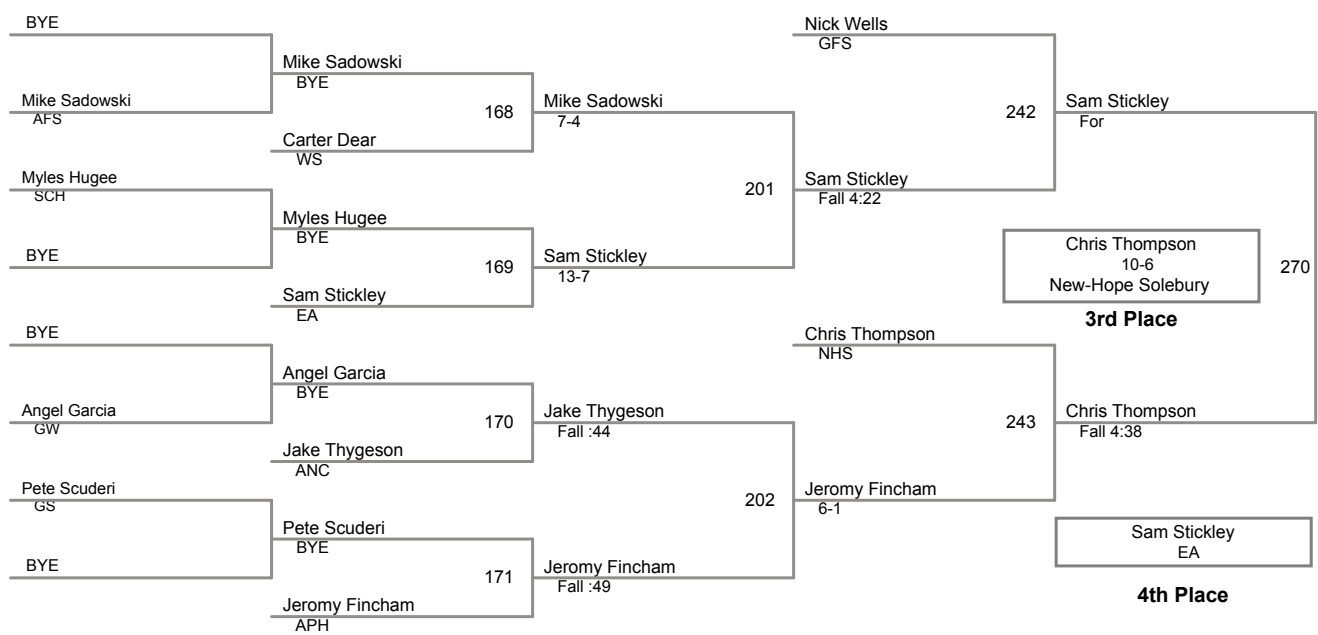 BYE
Mike Sadowski
AFS
Myles Hugee
SCH
BYE
BYE
Angel Garcia
GW
Pete Scuderi
GS
BYE
Mike Sadowski
BYE
168
Carter Dear
WS
Myles Hugee
BYE
169
Sam Stickley
EA
Angel Garcia
BYE
170
Jake Thygeson
ANC
Pete Scuderi
BYE
171
Jeromy Fincham
APH
Mike Sadowski
7-4
201
Sam Stickley
13-7
Jake Thygeson
Fall :44
202
Jeromy Fincham
Fall :49
Nick Wells
GFS
242
Sam Stickley
Fall 4:22
Chris Thompson
NHS
243
Jeromy Fincham
6-1
Sam Stickley
For
270
Chris Thompson
Fall 4:38
Chris Thompson
10-6
New-Hope Solebury
3rd Place
Sam Stickley
EA
4th Place